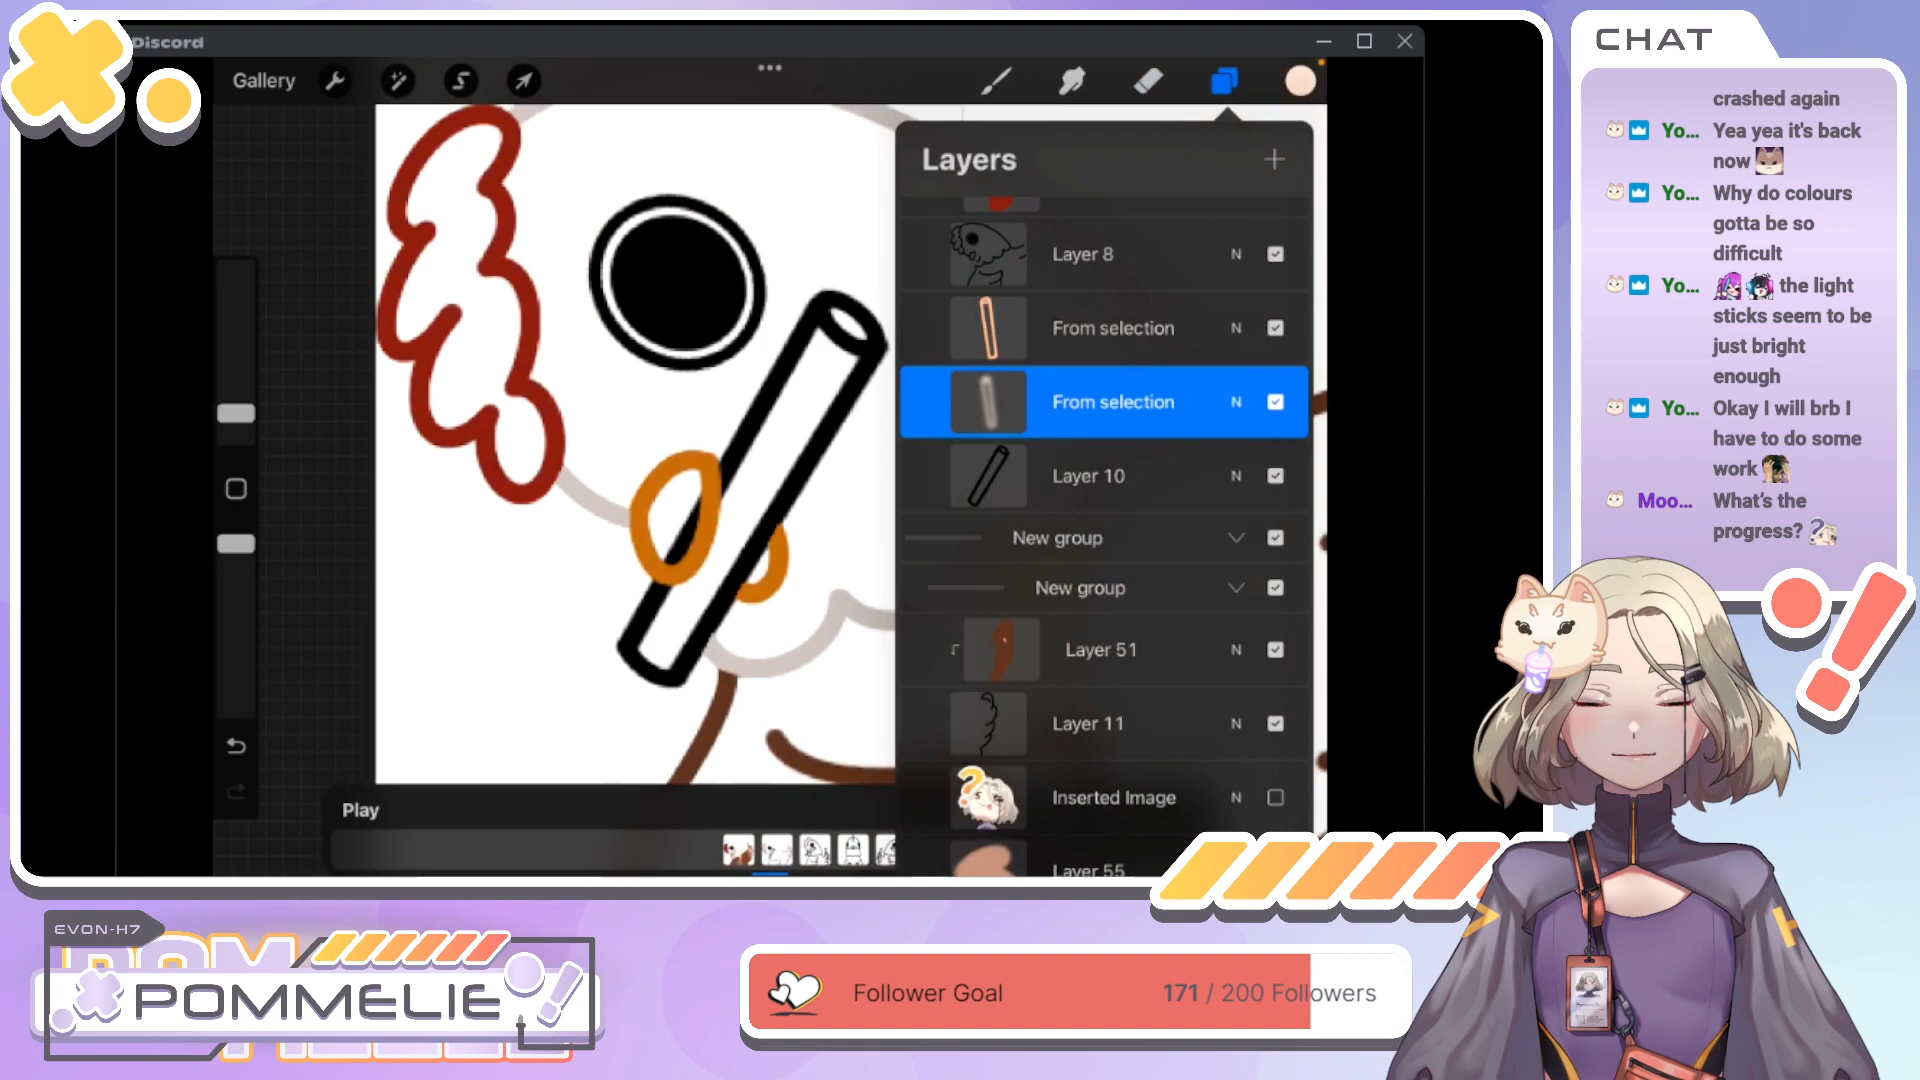 Discord
Gallery
Layers
Layer 8 N
From selection N
From selection N
Layer 10 N
New group
New group
Layer 51 N
Layer 11 N
Inserted Image N
Layer 55
Play
CHAT
crashed again
Yo... Yea yea it's back
now
Yo... Why do colours
gotta be so
difficult
Yo... the light
sticks seem to be
just bright
enough
Yo... Okay I will brb I
have to do some
work
Moo... What's the
progress?
EVON-H7
POMMELIE
Follower Goal 171 / 200 Followers